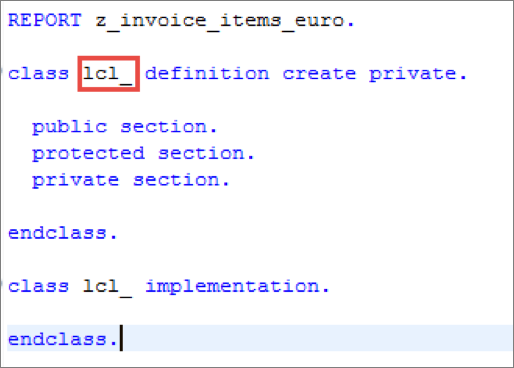 REPORT z_invoice_items_euro.
class lcl_ definition create private.
public section.
protected section.
private section.
endclass.
class lcl_ implementation.
endclass.